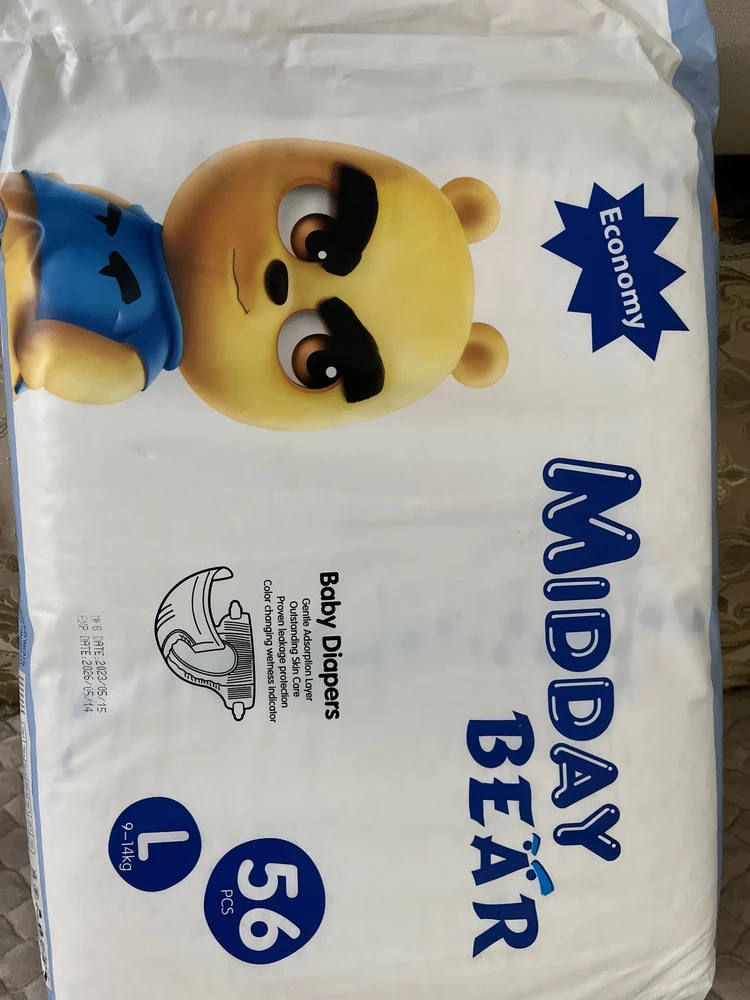 Economy
MIDDAY
BEAR
Baby Diapers
Gentle Adsorption Layer
Outstanding Skin Care
Proven leakage protection
Color changing wetness indicator
DATE:2023/05/15
EXP DATE:2026/05/14
56
PCS
L
9-14kg